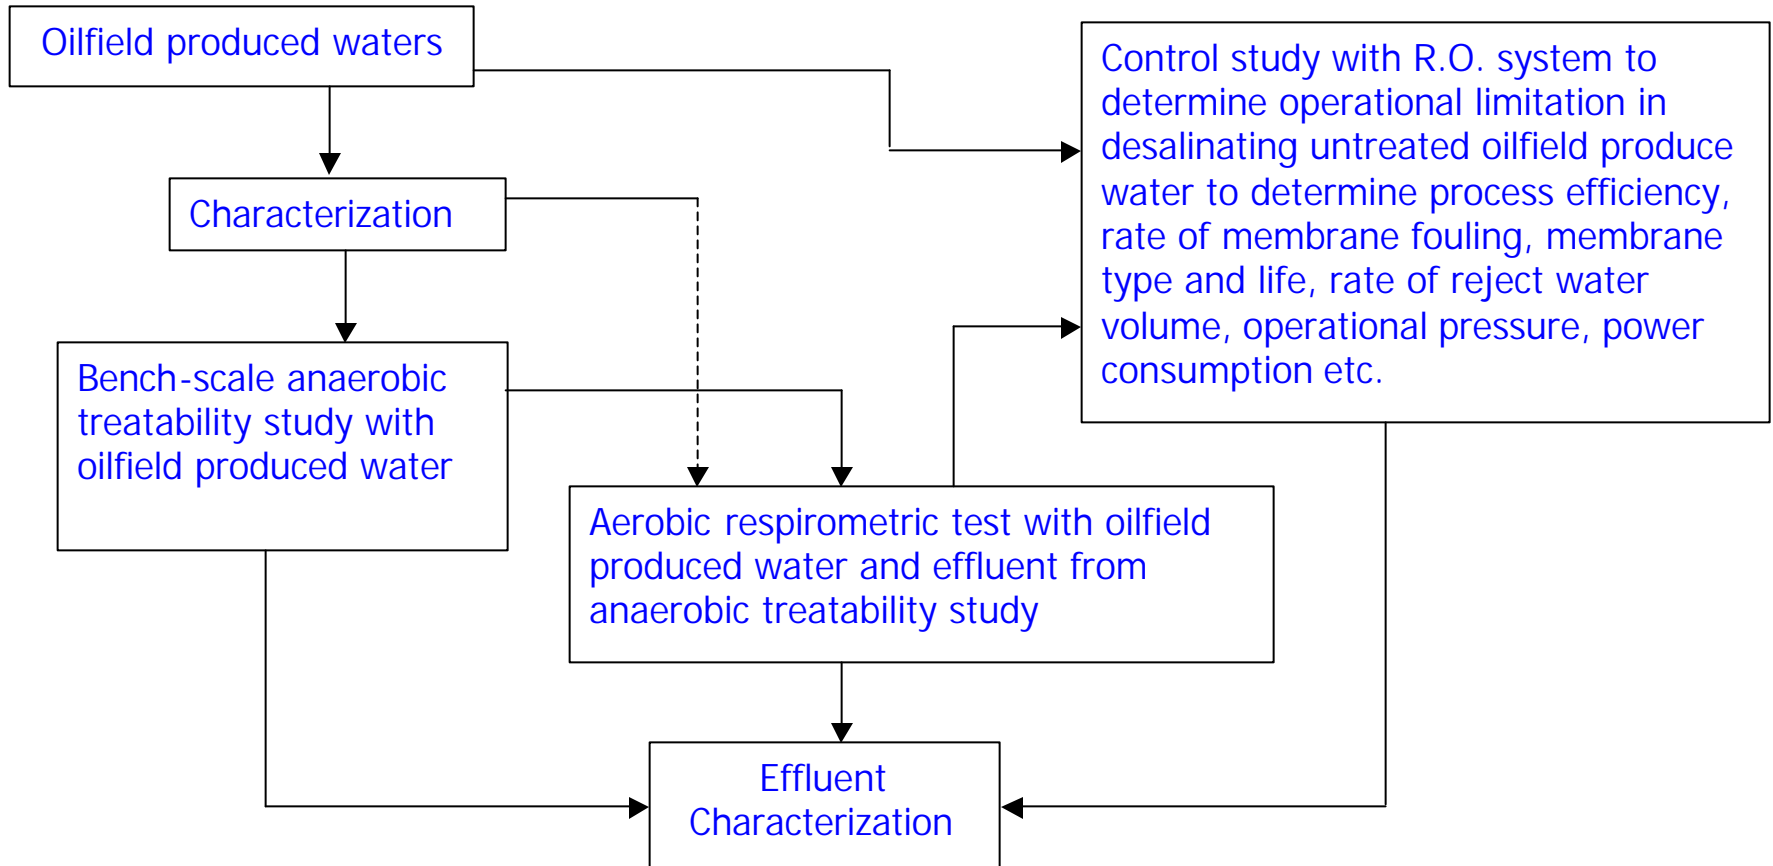 Oilfield produced waters
Control study with R.O. system to
determine operational limitation in
desalinating untreated oilfield produce
water to determine process efficiency,
rate of membrane fouling, membrane
type and life, rate of reject water
volume, operational pressure, power
consumption etc.
Characterization
Bench-scale anaerobic
treatability study with
oilfield produced water
Aerobic respirometric test with oilfield
produced water and effluent from
anaerobic treatability study
Effluent
Characterization